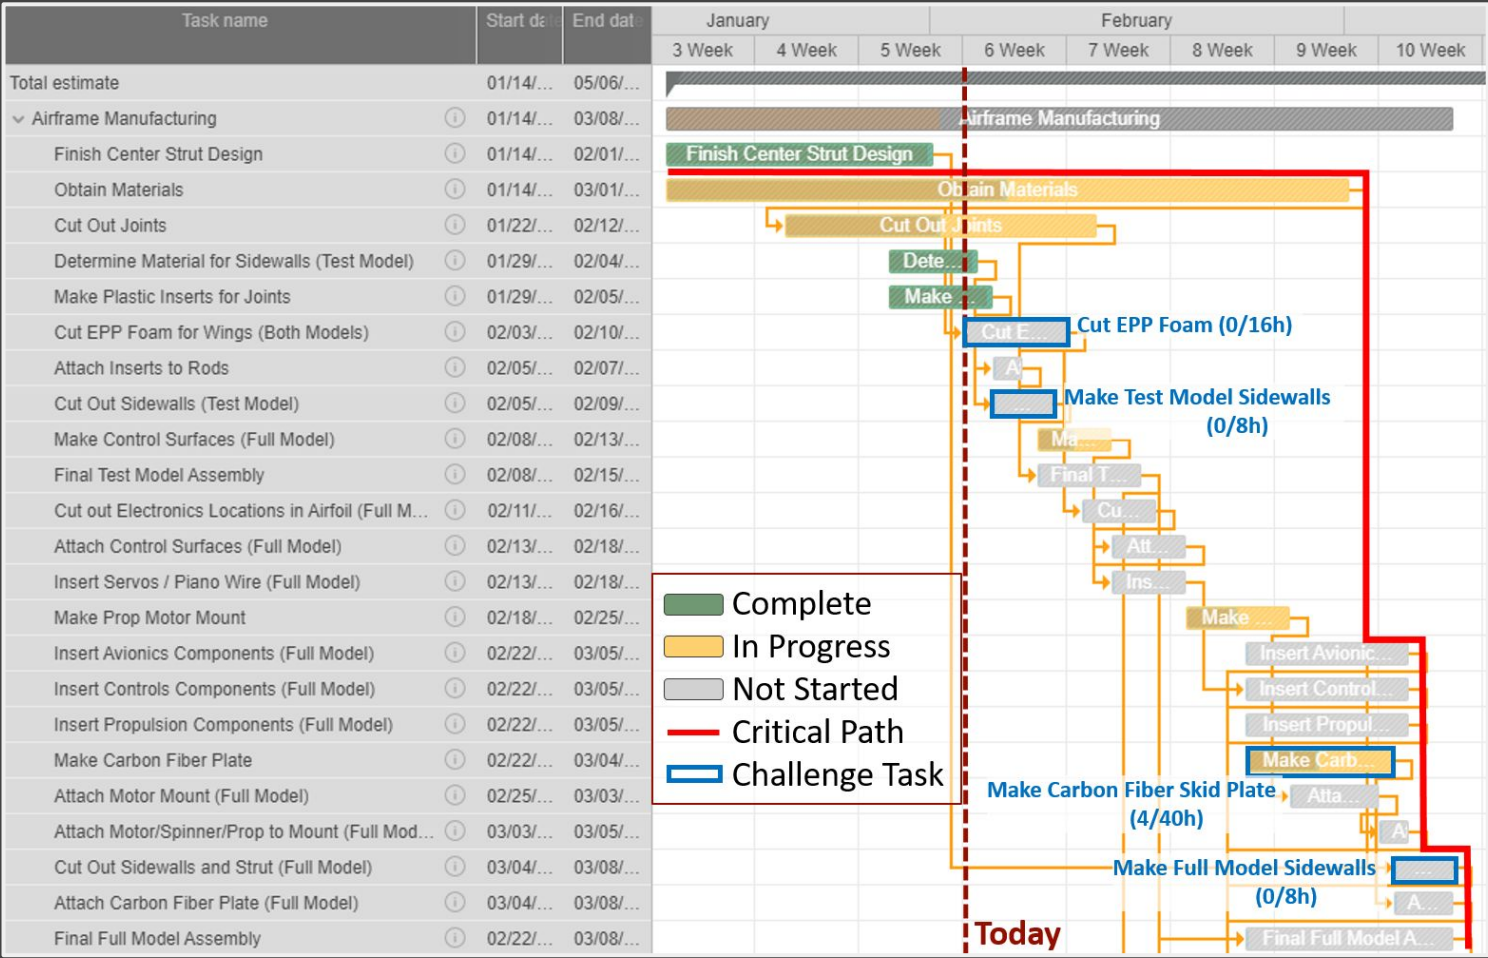 Task name Start date End date January February
3 Week 4 Week 5 Week 6 Week 7 Week 8 Week 9 Week 10 Week
Total estimate 01/14/... 05/06/...
Airframe Manufacturing 01/14/... 03/08/... Airframe Manufacturing
Finish Center Strut Design 01/14/... 02/01/... Finish Center Strut Design
Obtain Materials 01/14/... 03/01/... Obtain Materials
Cut Out Joints 01/22/... 02/12/... Cut Out Joints
Determine Material for Sidewalls (Test Model) 01/29/... 02/04/... Dete...
Make Plastic Inserts for Joints 01/29/... 02/05/... Make ...
Cut EPP Foam for Wings (Both Models) 02/03/... 02/10/... Cut E... Cut EPP Foam (0/16h)
Attach Inserts to Rods 02/05/... 02/07/... A
Cut Out Sidewalls (Test Model) 02/05/... 02/09/... ... Make Test Model Sidewalls
(0/8h)
Make Control Surfaces (Full Model) 02/08/... 02/13/... Ma...
Final Test Model Assembly 02/08/... 02/15/... Final T...
Cut out Electronics Locations in Airfoil (Full M... 02/11/... 02/16/... Cu...
Attach Control Surfaces (Full Model) 02/13/... 02/18/... Att...
Insert Servos / Piano Wire (Full Model) 02/13/... 02/18/... Ins...
Make Prop Motor Mount 02/18/... 02/25/... Make ...
Insert Avionics Components (Full Model) 02/22/... 03/05/... Insert Avionic...
Insert Controls Components (Full Model) 02/22/... 03/05/... Insert Control...
Insert Propulsion Components (Full Model) 02/22/... 03/05/... Insert Propul...
Make Carbon Fiber Plate 02/22/... 03/04/... Make Carb...
Attach Motor Mount (Full Model) 02/25/... 03/03/... Make Carbon Fiber Skid Plate Atta...
(4/40h)
Attach Motor/Spinner/Prop to Mount (Full Mod... 03/03/... 03/05/... A
Cut Out Sidewalls and Strut (Full Model) 03/04/... 03/08/... Make Full Model Sidewalls ...
(0/8h)
Attach Carbon Fiber Plate (Full Model) 03/04/... 03/08/... A...
Final Full Model Assembly 02/22/... 03/08/... Final Full Model A...
Complete
In Progress
Not Started
Critical Path
Challenge Task
Today